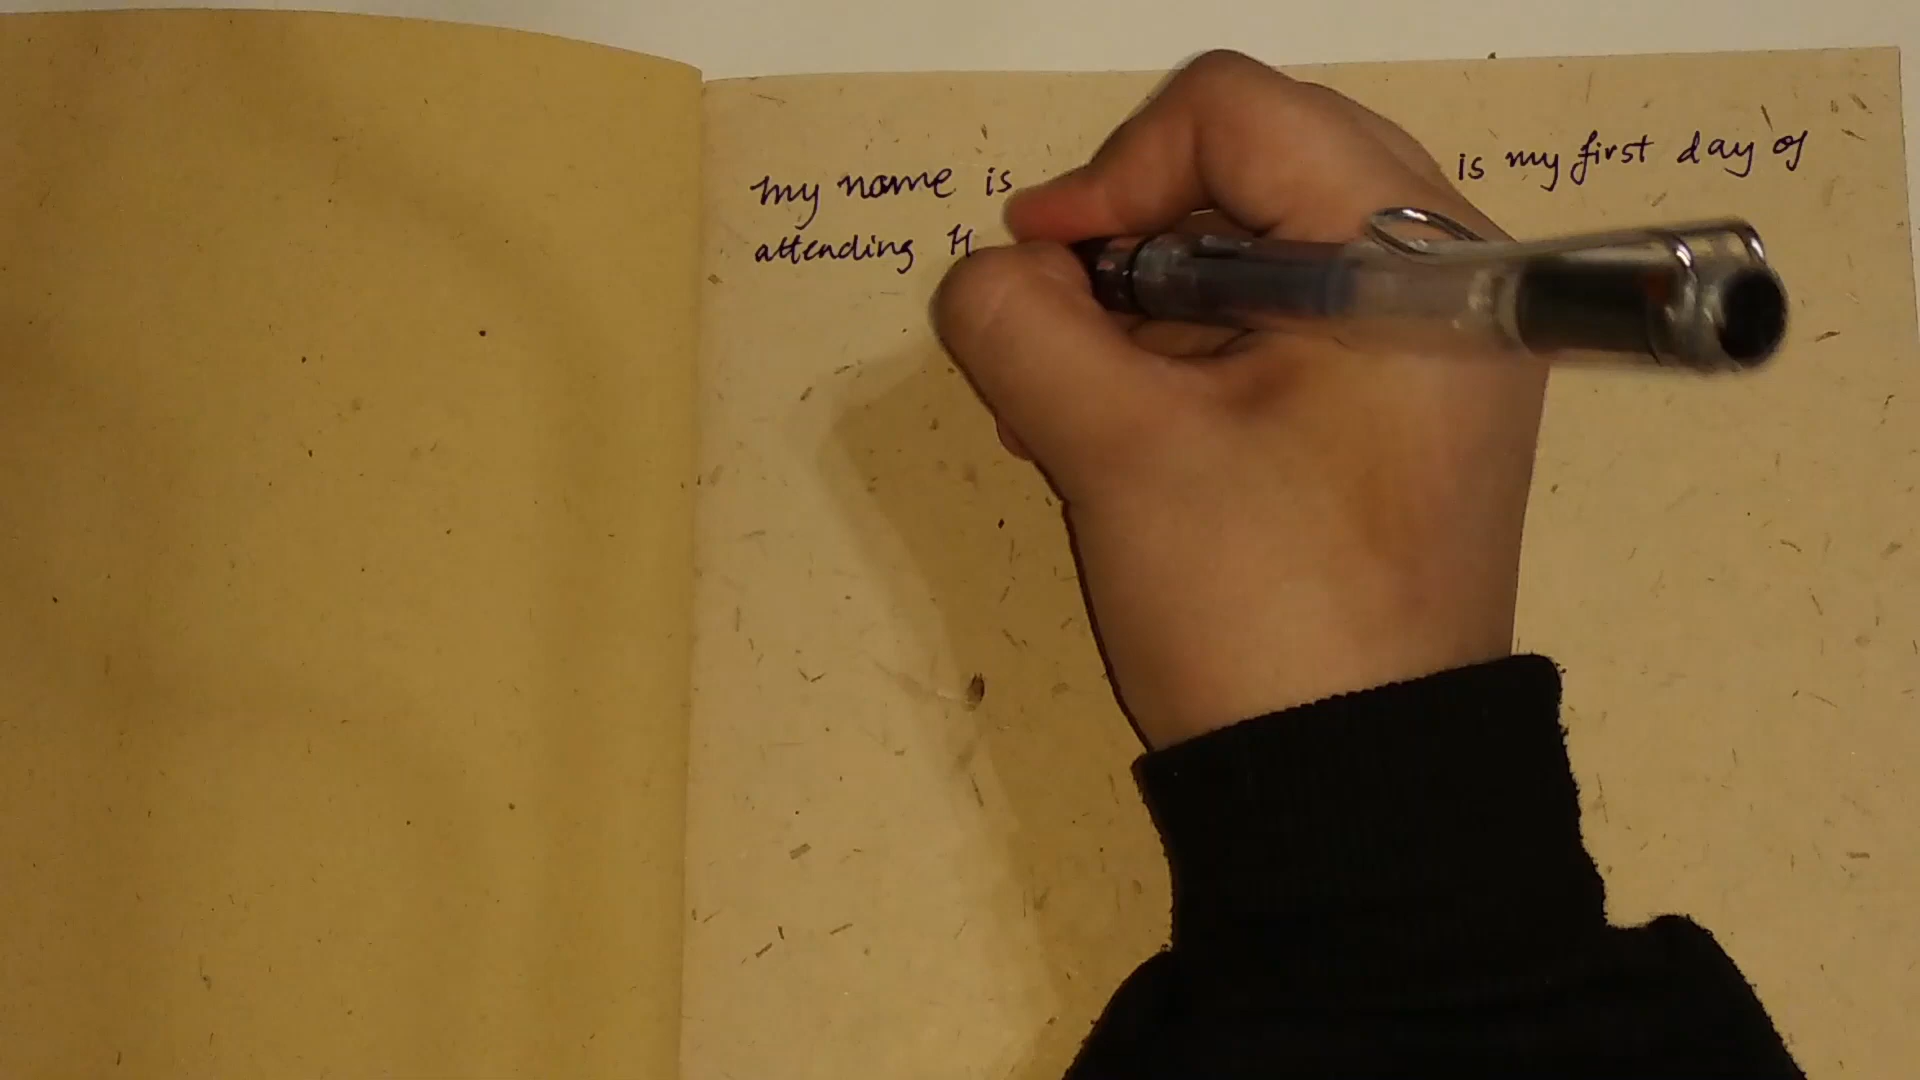 my name is is my first day of
attending H